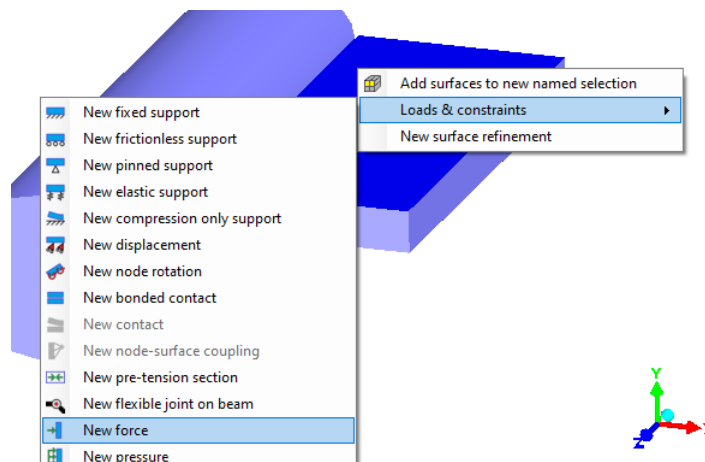 Add surfaces to new named selection
Loads & constraints
New surface refinement
New fixed support
New frictionless support
New pinned support
New elastic support
New compression only support
New displacement
New node rotation
New bonded contact
New contact
New node-surface coupling
New pre-tension section
New flexible joint on beam
New force
New pressure
Y
Z